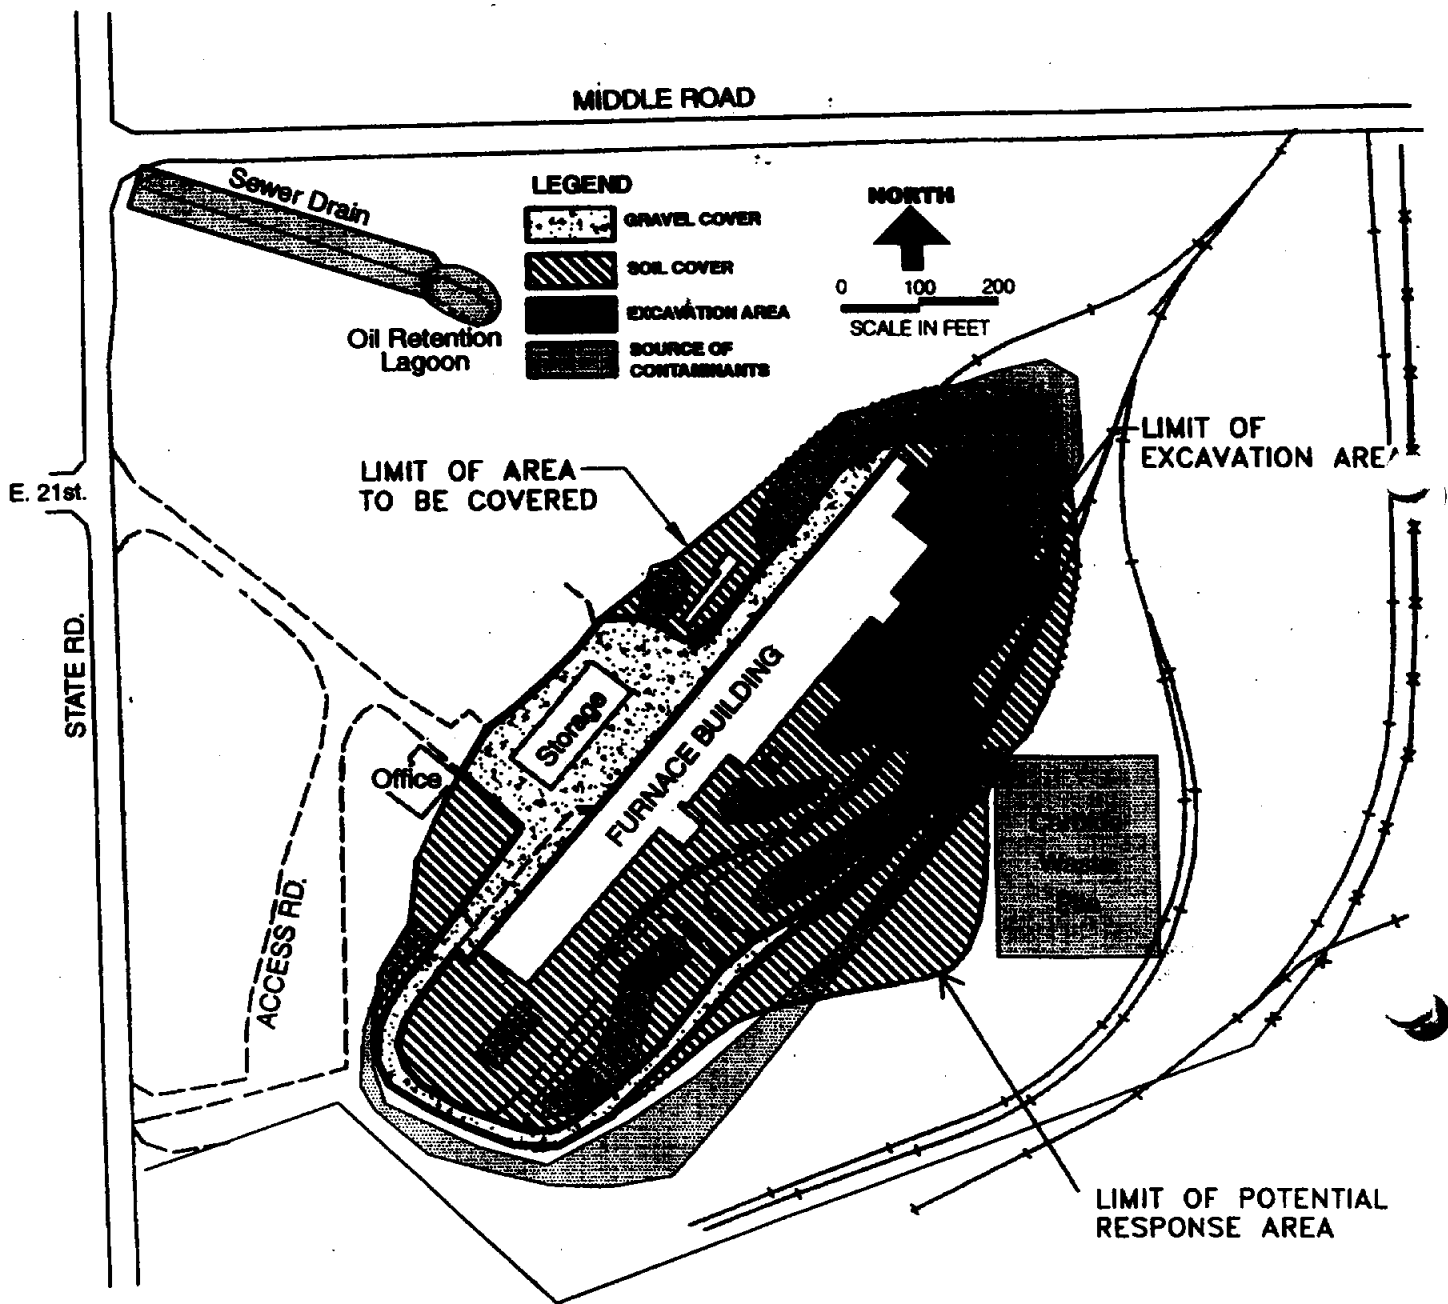 MIDDLE ROAD
Sewer Drain
LEGEND
GRAVEL COVER
SOIL COVER
EXCAVATION AREA
SOURCE OF
CONTAMINANTS
NORTH
0 100 200
SCALE IN FEET
Oil Retention
Lagoon
LIMIT OF
EXCAVATION AREA
LIMIT OF AREA
TO BE COVERED
E. 21st.
STATE RD.
Storage
FURNACE BUILDING
Office
ACCESS RD.
LIMIT OF POTENTIAL
RESPONSE AREA